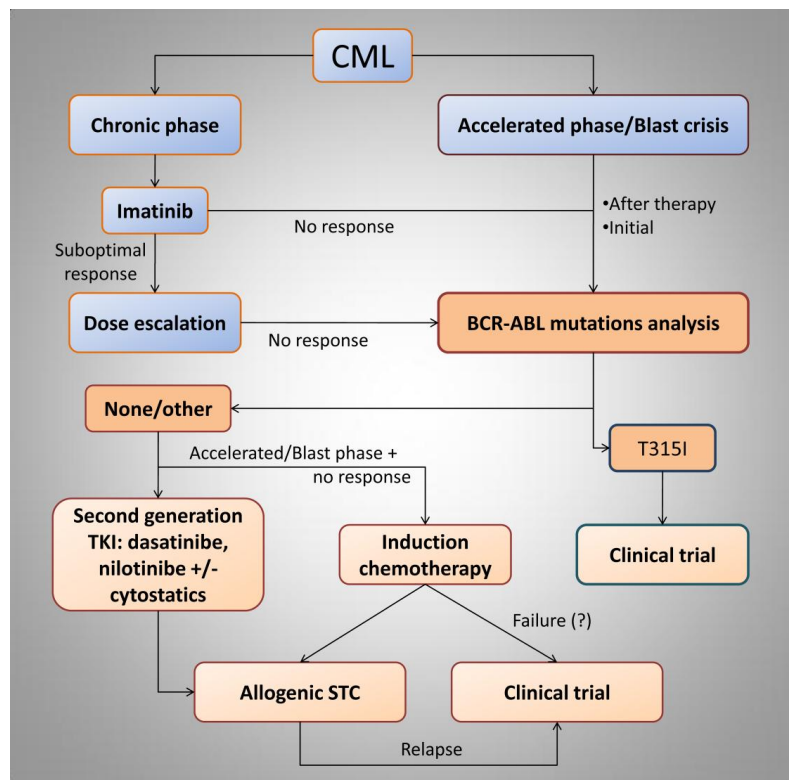 CML
Chronic phase
Accelerated phase/Blast crisis
Imatinib
•After therapy
•Initial
No response
Suboptimal
response
Dose escalation
BCR-ABL mutations analysis
No response
None/other
T315I
Accelerated/Blast phase +
no response
Second generation
TKI: dasatinibe,
nilotinibe +/-
cytostatics
Induction
chemotherapy
Clinical trial
Failure (?)
Allogenic STC
Clinical trial
Relapse